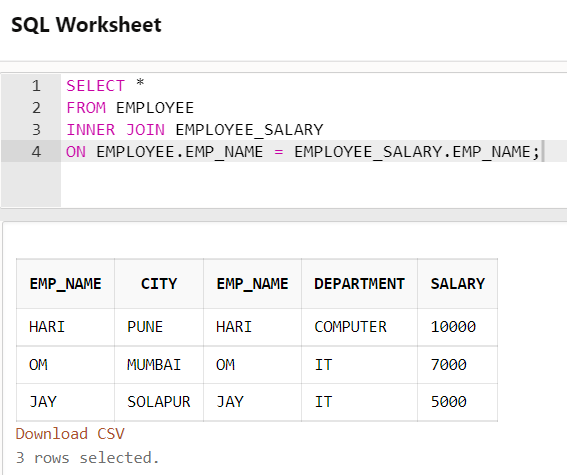 SQL Worksheet
1 SELECT *
2 FROM EMPLOYEE
3 INNER JOIN EMPLOYEE_SALARY
4 ON EMPLOYEE.EMP_NAME = EMPLOYEE_SALARY.EMP_NAME;
EMP_NAME CITY EMP_NAME DEPARTMENT SALARY
HARI PUNE HARI COMPUTER 10000
OM MUMBAI OM IT 7000
JAY SOLAPUR JAY IT 5000
Download CSV
3 rows selected.